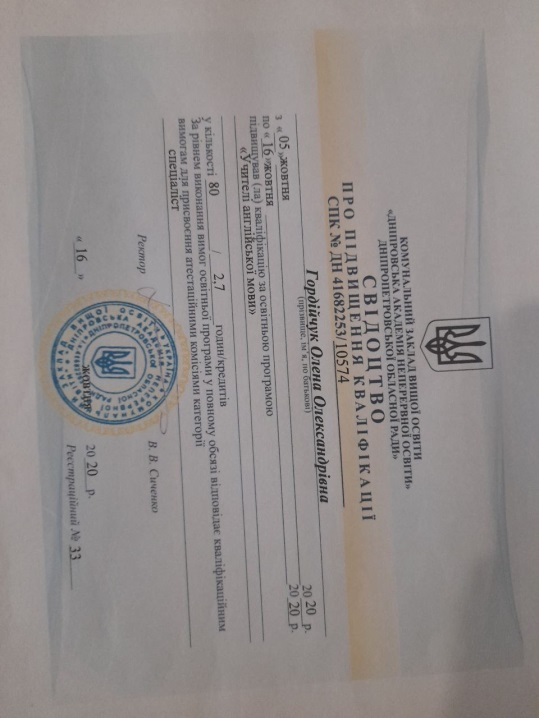 КОМУНАЛЬНИЙ ЗАКЛАД ВИЩОЇ ОСВІТИ
«ДНІПРОВСЬКА АКАДЕМІЯ НЕПЕРЕРВНОЇ ОСВІТИ»
ДНІПРОПЕТРОВСЬКОЇ ОБЛАСНОЇ РАДИ»
СВІДОЦТВО
ПРО ПІДВИЩЕННЯ КВАЛІФІКАЦІЇ
СПК № ДН 41682253/10574
Гордійчук Олена Олександрівна
(прізвище, ім'я, по батькові)
з « 05 » жовтня 20 20 р.
по « 16 » жовтня 20 20 р.
підвищував (ла) кваліфікацію за освітньою програмою
«Учителі англійської мови»
у кількості 80 / 2,7 годин/кредитів
За рівнем виконання вимог освітньої програми у повному обсязі відповідає кваліфікаційним
вимогам для присвоєння атестаційними комісіями категорії
спеціаліст
Ректор В. В. Сиченко
« 16 » жовтня 20 20 р.
Реєстраційний № 33